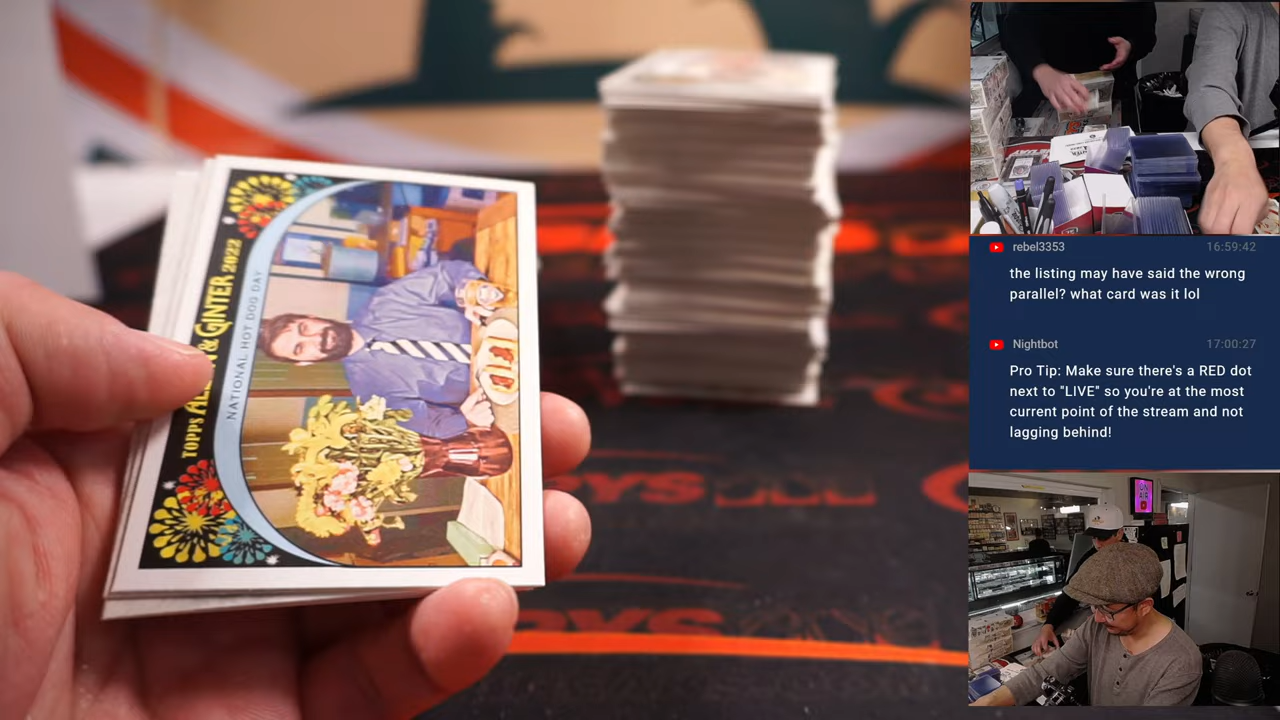 TOPPS ALLEN & GINTER 2022
NATIONAL HOT DOG DAY
rebel3353
16:59:42
the listing may have said the wrong
parallel? what card was it lol
Nightbot
17:00:27
Pro Tip: Make sure there's a RED dot
next to "LIVE" so you're at the most
current point of the stream and not
lagging behind!
ON
AIR